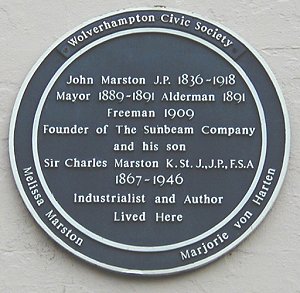 Wolverhampton Civic Society
John Marston J.P. 1836-1918
Mayor 1889-1891 Alderman 1891
Freeman 1909
Founder of The Sunbeam Company
and his son
Sir Charles Marston K.St.J.,J.P.,F.S.A
1867-1946
Industrialist and Author
Lived Here
Melissa Marston
Marjorie von Harten